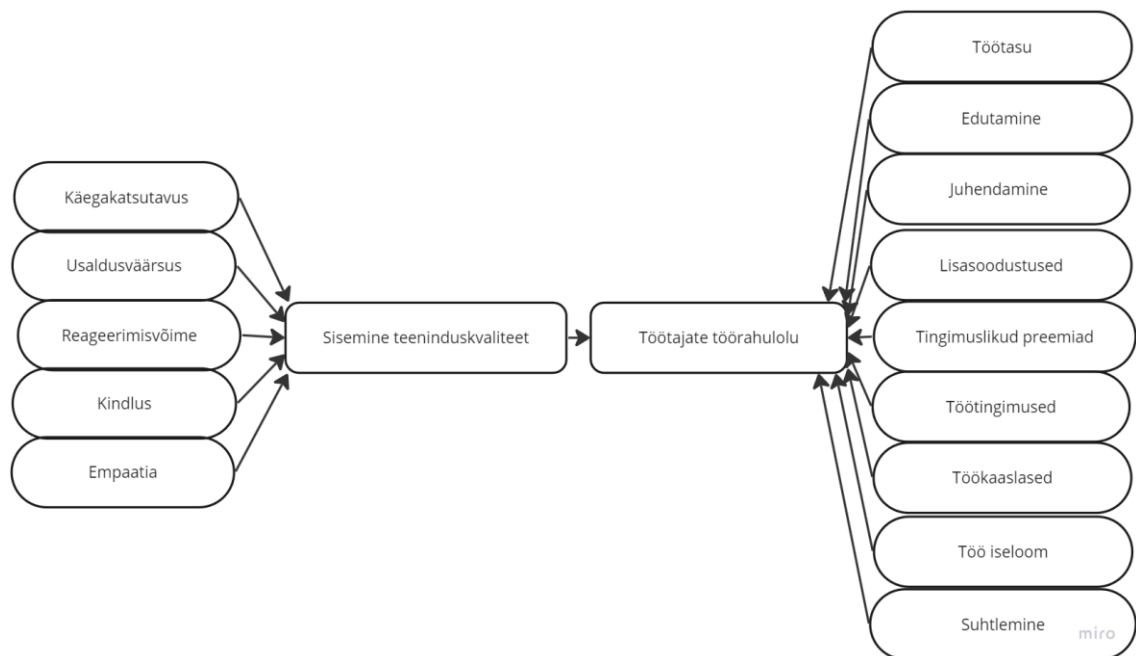 Käegakatsutavus
Usaldusväärsus
Reageerimisvõime
Kindlus
Empaatia
Sisemine teeninduskvaliteet
Töötajate töörahulolu
Töötasu
Edutamine
Juhendamine
Lisasoodustused
Tingimuslikud preemiad
Töötingimused
Töökaaslased
Töö iseloom
Suhtlemine
miro